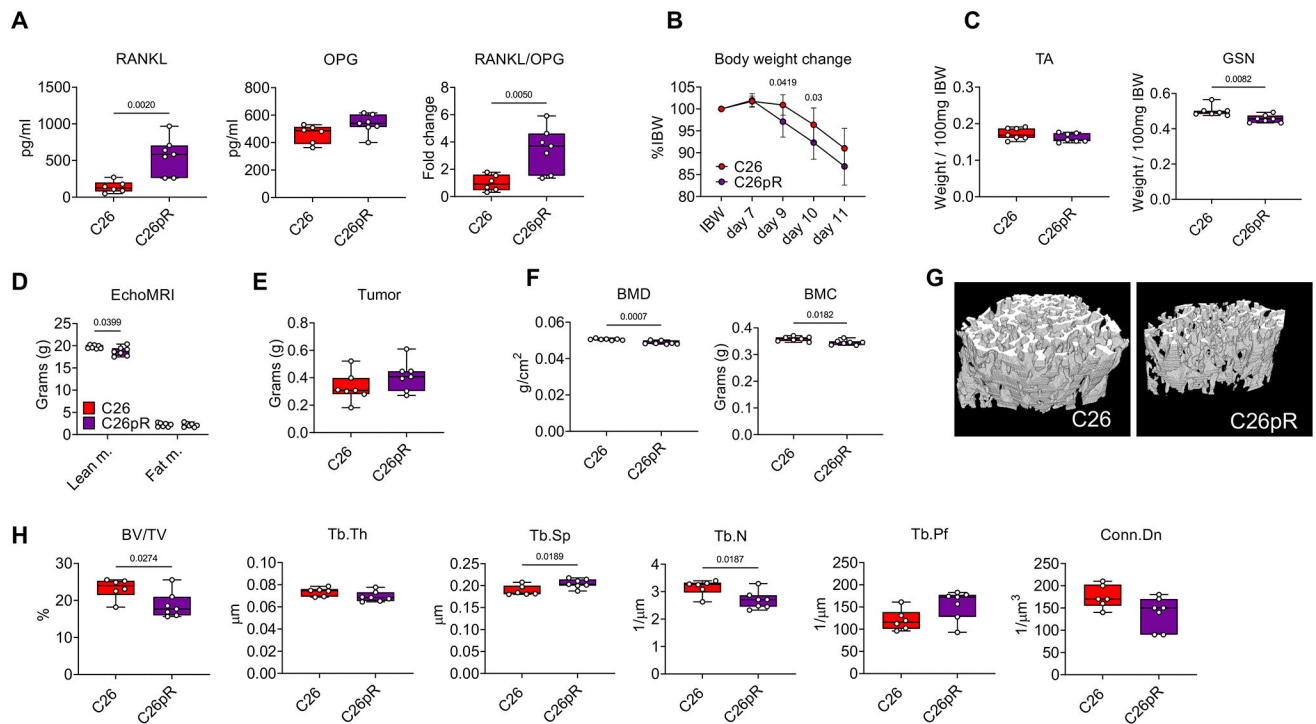 A
RANKL
0.0020
pg/ml
1500
1000
500
0
C26
C26pR
OPG
pg/ml
800
600
400
200
0
C26
C26pR
RANKL/OPG
0.0050
Fold change
8
6
4
2
0
C26
C26pR
B
Body weight change
0.0419
0.03
%IBW
105
100
95
90
85
80
C26
C26pR
IBW
day 7
day 9
day 10
day 11
C
TA
Weight / 100mg IBW
0.3
0.2
0.1
0.0
C26
C26pR
GSN
0.0082
Weight / 100mg IBW
0.6
0.4
0.2
0.0
C26
C26pR
D
EchoMRI
0.0399
Grams (g)
25
20
15
10
5
0
C26
C26pR
Lean m.
Fat m.
E
Tumor
Grams (g)
0.8
0.6
0.4
0.2
0.0
C26
C26pR
F
BMD
0.0007
g/cm²
0.06
0.04
0.02
0.00
C26
C26pR
BMC
0.0182
Grams (g)
0.4
0.3
0.2
0.1
0.0
C26
C26pR
G
C26
C26pR
H
BV/TV
0.0274
%
30
20
10
0
C26
C26pR
Tb.Th
μm
0.10
0.08
0.06
0.04
0.02
0.00
C26
C26pR
Tb.Sp
0.0189
μm
0.25
0.20
0.15
0.10
0.05
0.00
C26
C26pR
Tb.N
0.0187
1/μm
4
3
2
1
0
C26
C26pR
Tb.Pf
1/μm
250
200
150
100
50
0
C26
C26pR
Conn.Dn
1/μm³
250
200
150
100
150
0
C26
C26pR